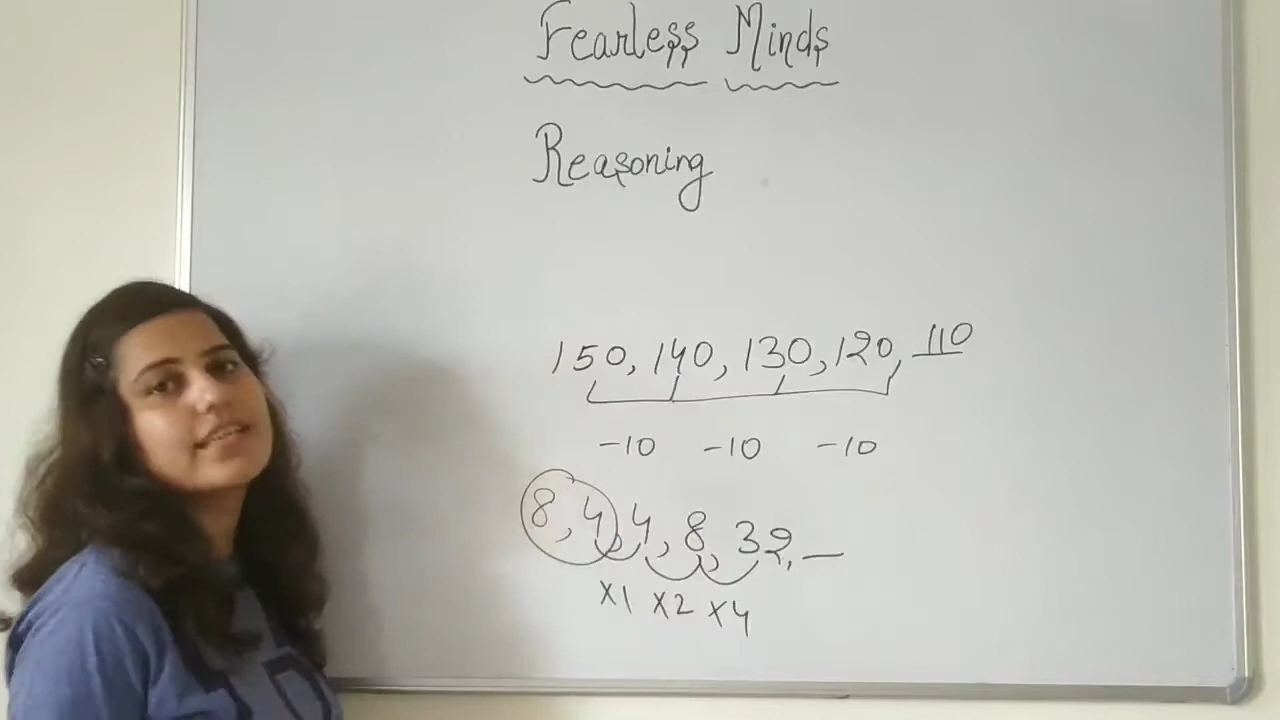 Fearless Minds
Reasoning
150, 140, 130, 120, 110
-10 -10 -10
8, 4, 4, 8, 32, _
x1 x2 x4